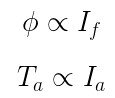 ϕ ∝ I_f
T_a ∝ I_a